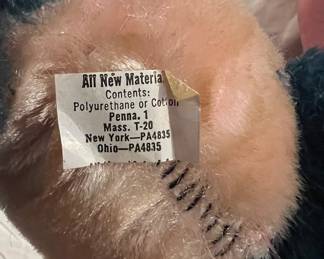 All New Materia
Contents:
Polyurethane or Cotton
Penna. 1
Mass. T-20
New York—PA4835
Ohio—PA4835